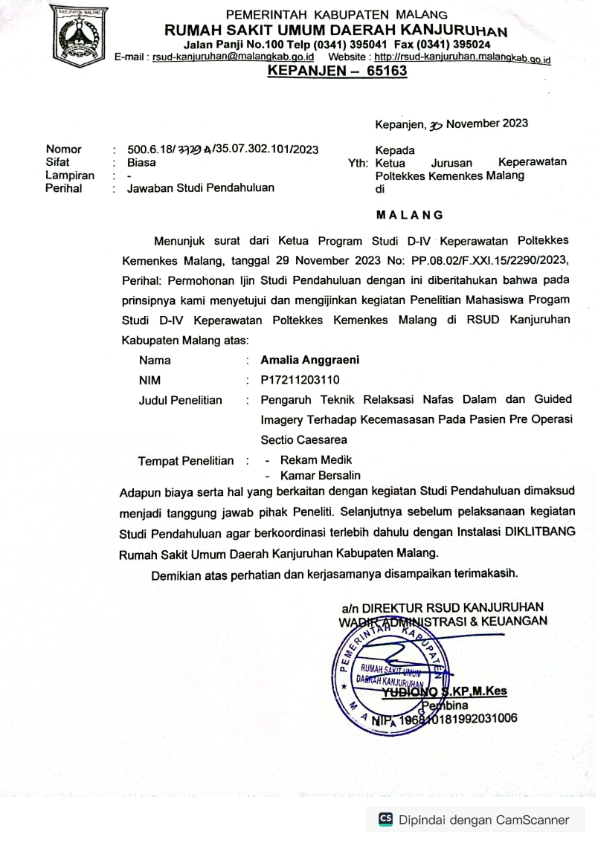 KABUPATEN MALANG
PEMERINTAH KABUPATEN MALANG
RUMAH SAKIT UMUM DAERAH KANJURUHAN
Jalan Panji No.100 Telp (0341) 395041 Fax (0341) 395024
E-mail : rsud-kanjuruhan@malangkab.go.id Website : http://rsud-kanjuruhan.malangkab.go.id
KEPANJEN – 65163
Kepanjen, November 2023
Nomor : 500.6.18/ /35.07.302.101/2023
Kepada
Sifat : Biasa
Yth: Ketua Jurusan Keperawatan
Lampiran : -
Poltekkes Kemenkes Malang
Perihal : Jawaban Studi Pendahuluan
di
M A L A N G
Menunjuk surat dari Ketua Program Studi D-IV Keperawatan Poltekkes
Kemenkes Malang, tanggal 29 November 2023 No: PP.08.02/F.XXI.15/2290/2023,
Perihal: Permohonan Ijin Studi Pendahuluan dengan ini diberitahukan bahwa pada
prinsipnya kami menyetujui dan mengijinkan kegiatan Penelitian Mahasiswa Progam
Studi D-IV Keperawatan Poltekkes Kemenkes Malang di RSUD Kanjuruhan
Kabupaten Malang atas:
Nama : Amalia Anggraeni
NIM : P17211203110
Judul Penelitian : Pengaruh Teknik Relaksasi Nafas Dalam dan Guided
Imagery Terhadap Kecemasasan Pada Pasien Pre Operasi
Sectio Caesarea
Tempat Penelitian : - Rekam Medik
- Kamar Bersalin
Adapun biaya serta hal yang berkaitan dengan kegiatan Studi Pendahuluan dimaksud
menjadi tanggung jawab pihak Peneliti. Selanjutnya sebelum pelaksanaan kegiatan
Studi Pendahuluan agar berkoordinasi terlebih dahulu dengan Instalasi DIKLITBANG
Rumah Sakit Umum Daerah Kanjuruhan Kabupaten Malang.
Demikian atas perhatian dan kerjasamanya disampaikan terimakasih.
a/n DIREKTUR RSUD KANJURUHAN
WADIR ADMINISTRASI & KEUANGAN
PEMERINTAH KABUPATEN
RUMAH SAKIT UMUM
DAERAH KANJURUHAN
MALANG
YUDIONO S.KP,M.Kes
Pembina
NIP. 196810181992031006
CS Dipindai dengan CamScanner